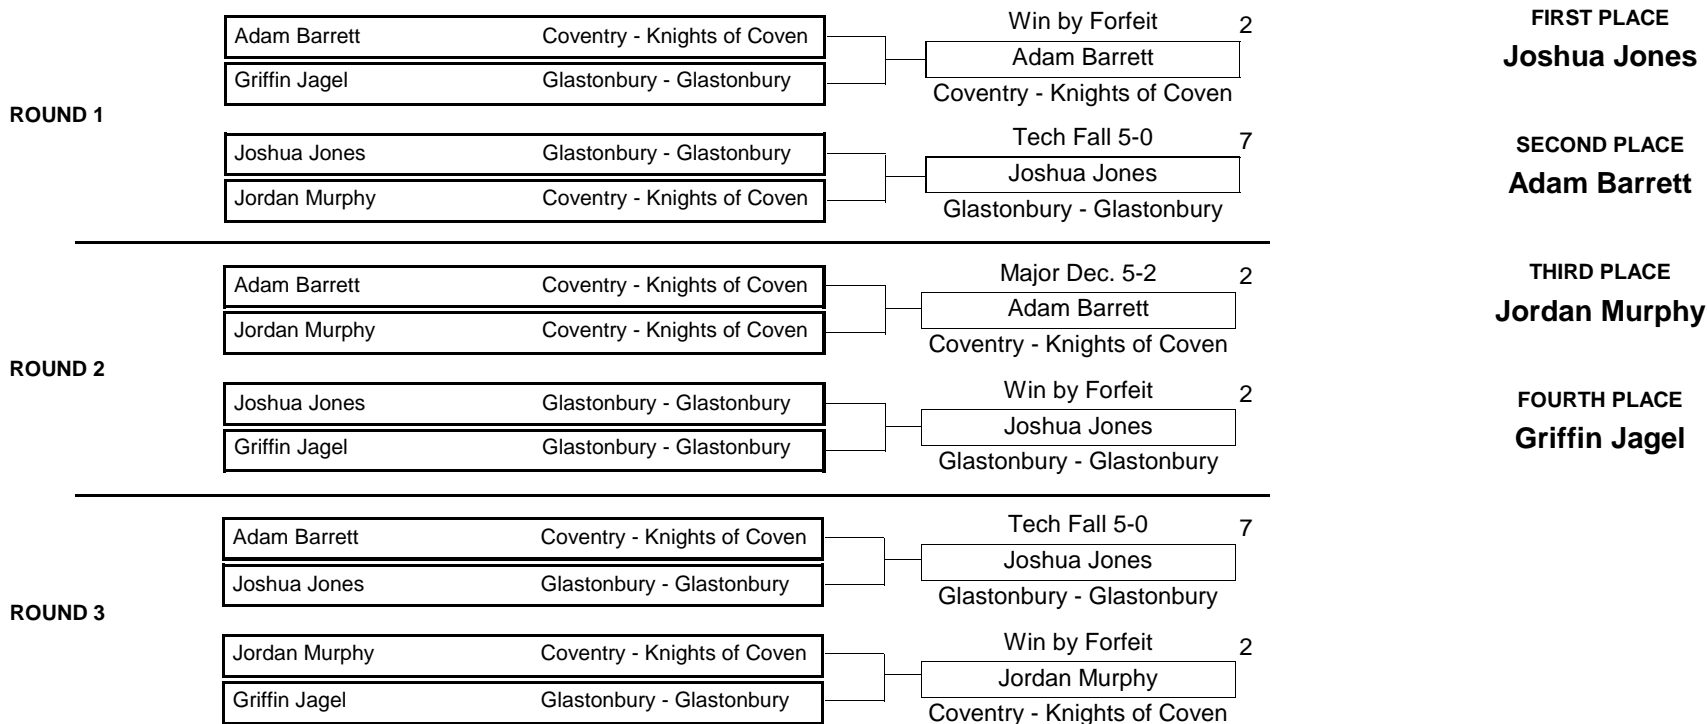 Win by Forfeit 2
Adam Barrett Coventry - Knights of Coven
Adam Barrett
Griffin Jagel Glastonbury - Glastonbury
Coventry - Knights of Coven
ROUND 1
Tech Fall 5-0 7
Joshua Jones Glastonbury - Glastonbury
Joshua Jones
Jordan Murphy Coventry - Knights of Coven
Glastonbury - Glastonbury
Major Dec. 5-2 2
Adam Barrett Coventry - Knights of Coven
Adam Barrett
Jordan Murphy Coventry - Knights of Coven
Coventry - Knights of Coven
ROUND 2
Win by Forfeit 2
Joshua Jones Glastonbury - Glastonbury
Joshua Jones
Griffin Jagel Glastonbury - Glastonbury
Glastonbury - Glastonbury
Tech Fall 5-0 7
Adam Barrett Coventry - Knights of Coven
Joshua Jones
Joshua Jones Glastonbury - Glastonbury
Glastonbury - Glastonbury
ROUND 3
Win by Forfeit 2
Jordan Murphy Coventry - Knights of Coven
Jordan Murphy
Griffin Jagel Glastonbury - Glastonbury
Coventry - Knights of Coven
FIRST PLACE
Joshua Jones
SECOND PLACE
Adam Barrett
THIRD PLACE
Jordan Murphy
FOURTH PLACE
Griffin Jagel